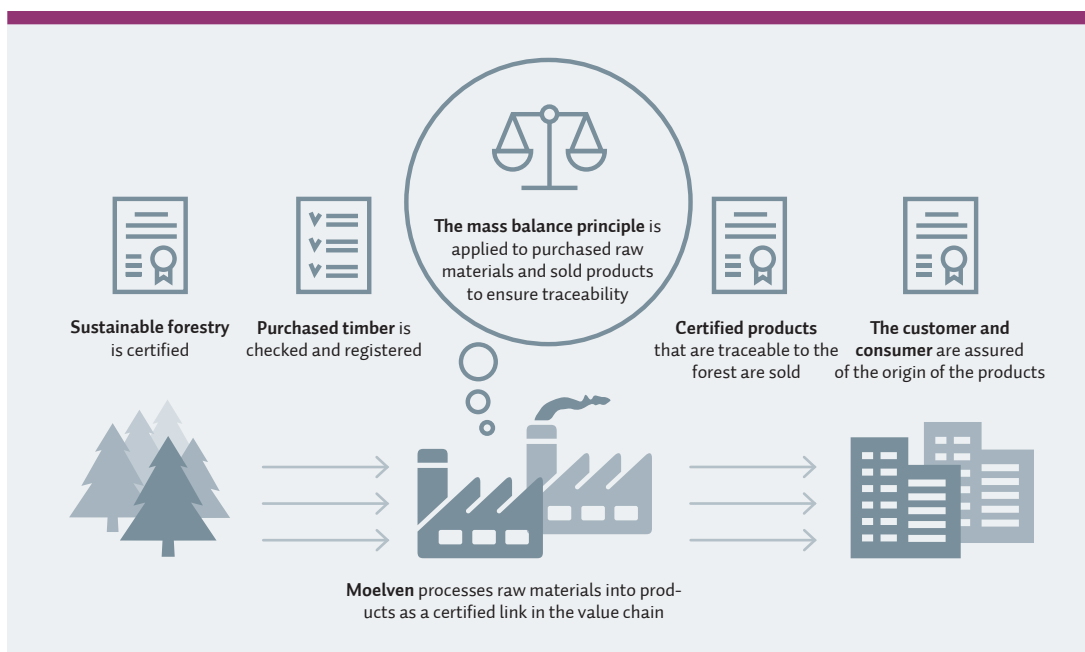 The mass balance principle is
applied to purchased raw
materials and sold products
to ensure traceability
Sustainable forestry
is certified
Purchased timber is
checked and registered
Certified products
that are traceable to the
forest are sold
The customer and
consumer are assured
of the origin of the products
Moelven processes raw materials into prod-
ucts as a certified link in the value chain